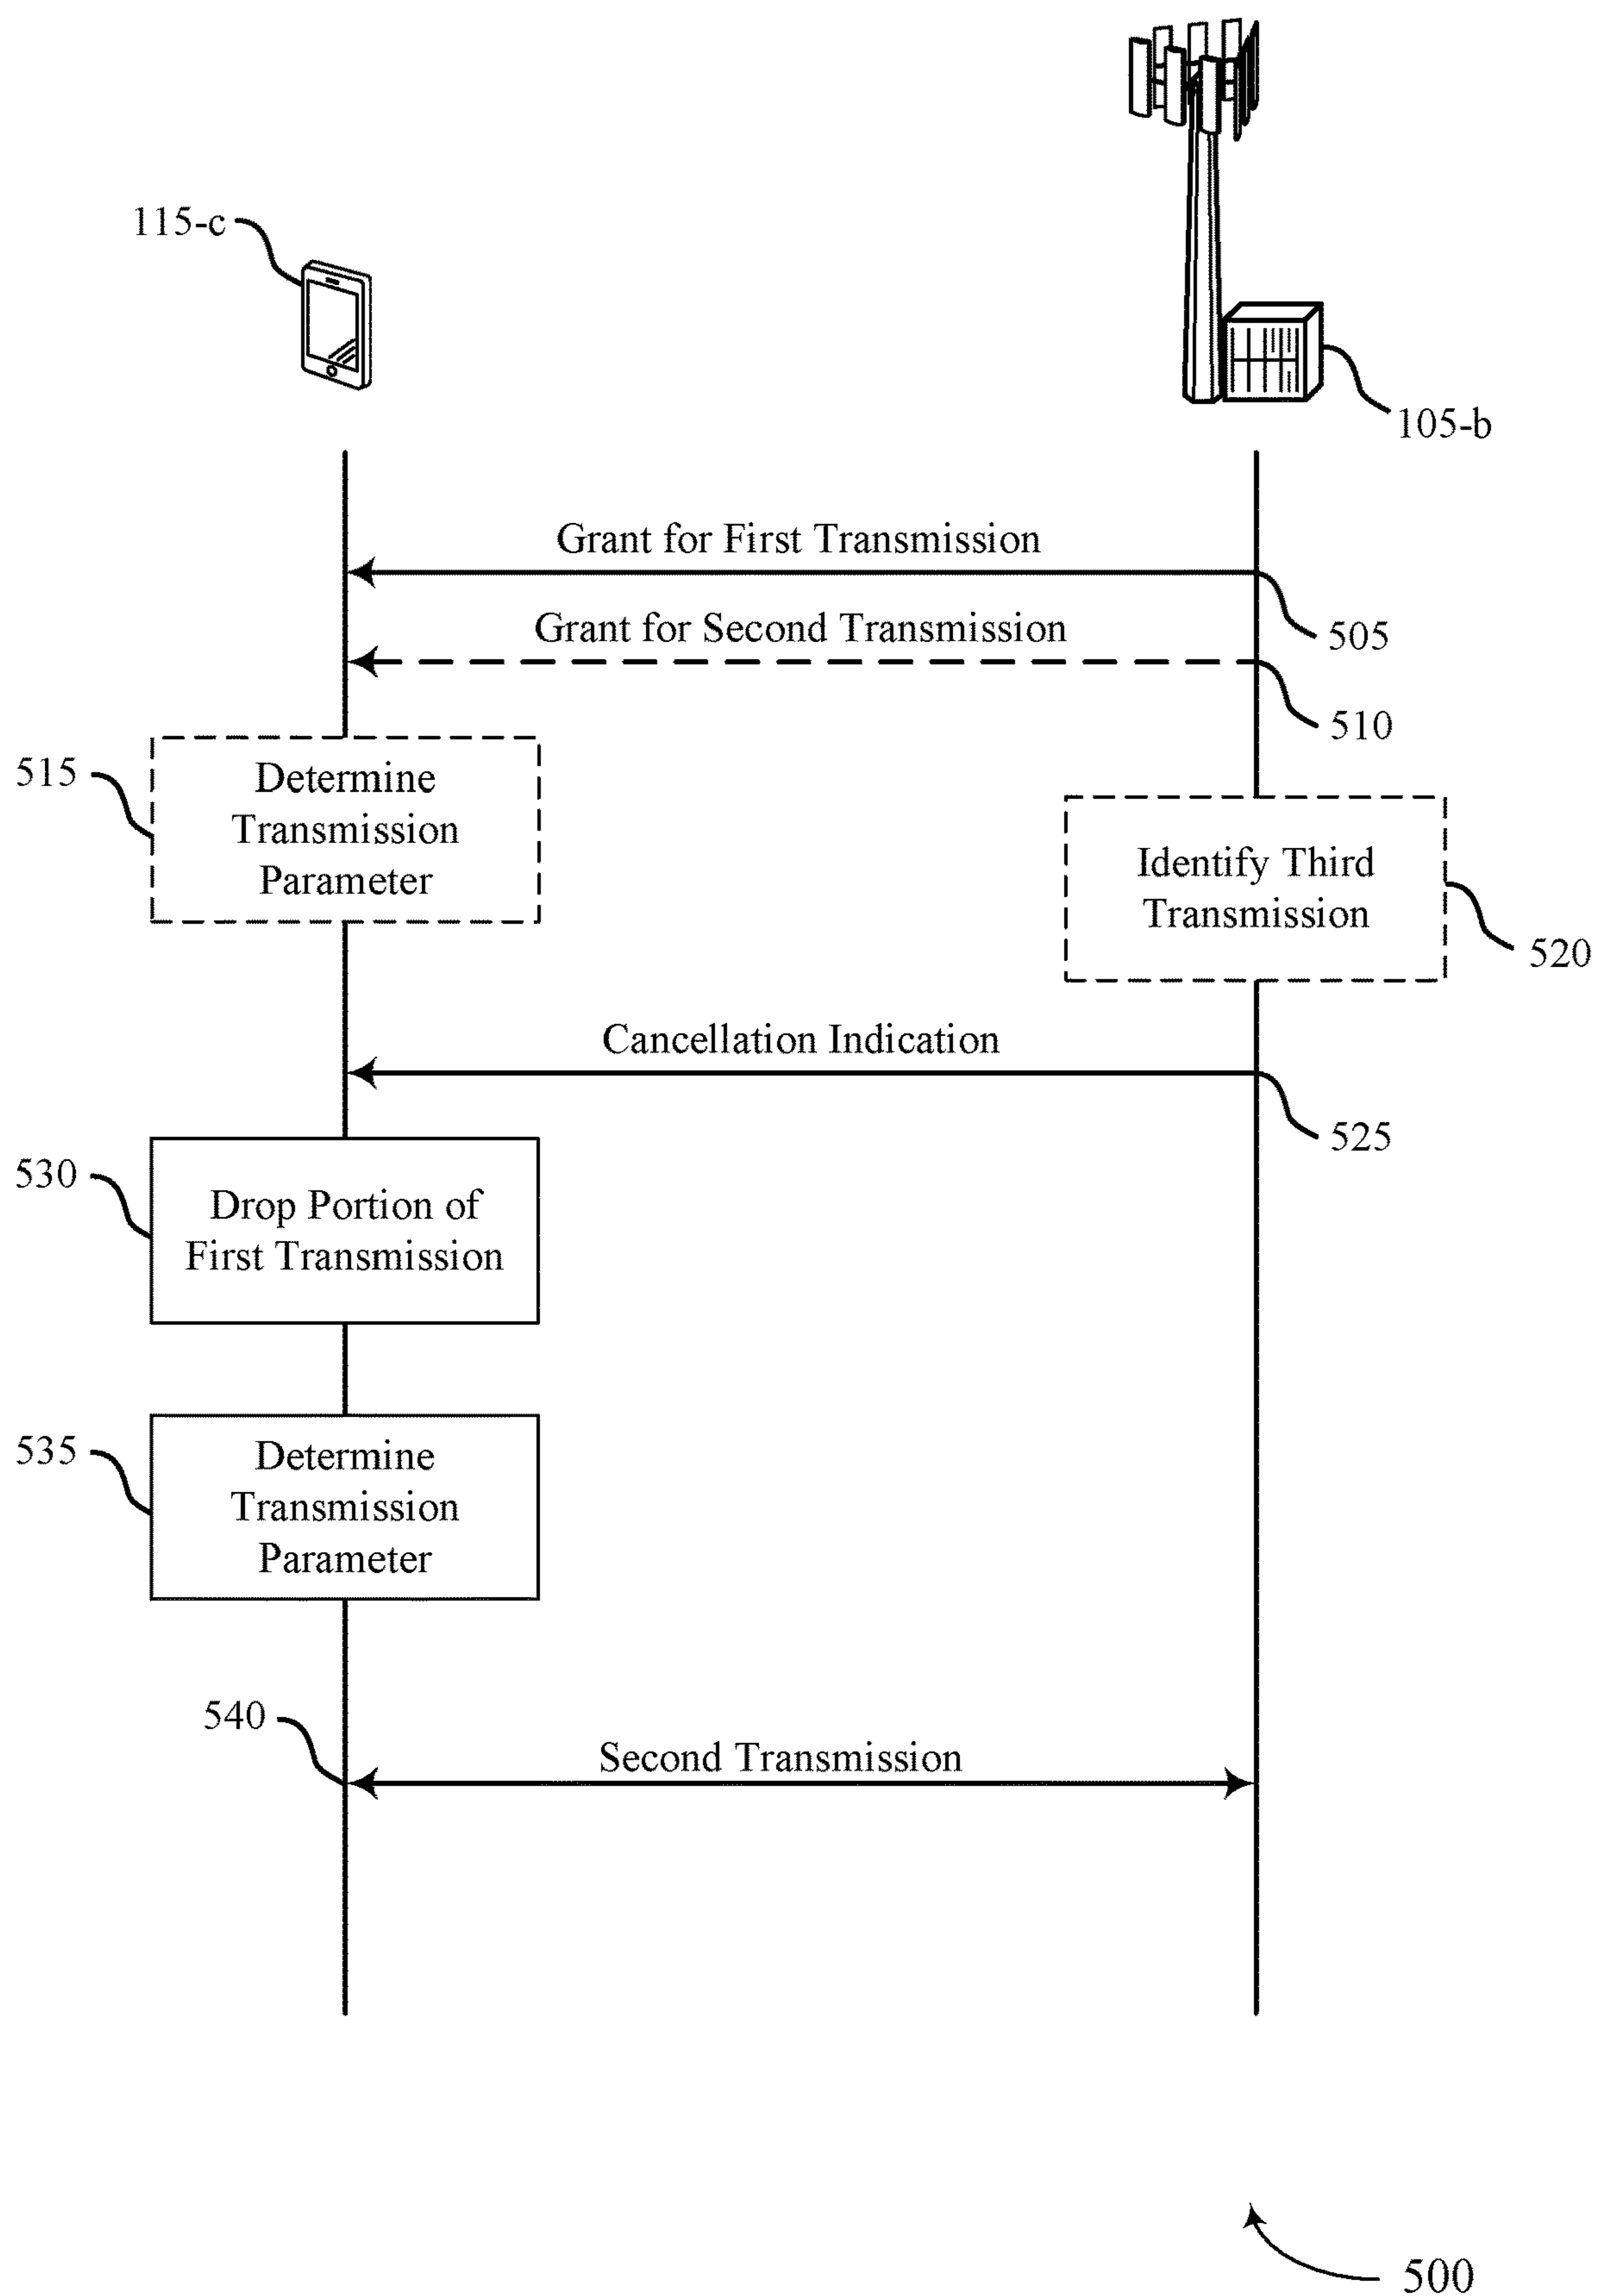 115-c
105-b
Grant for First Transmission
505
Grant for Second Transmission
510
515
Determine
Transmission
Parameter
Identify Third
Transmission
520
Cancellation Indication
525
530
Drop Portion of
First Transmission
535
Determine
Transmission
Parameter
540
Second Transmission
500